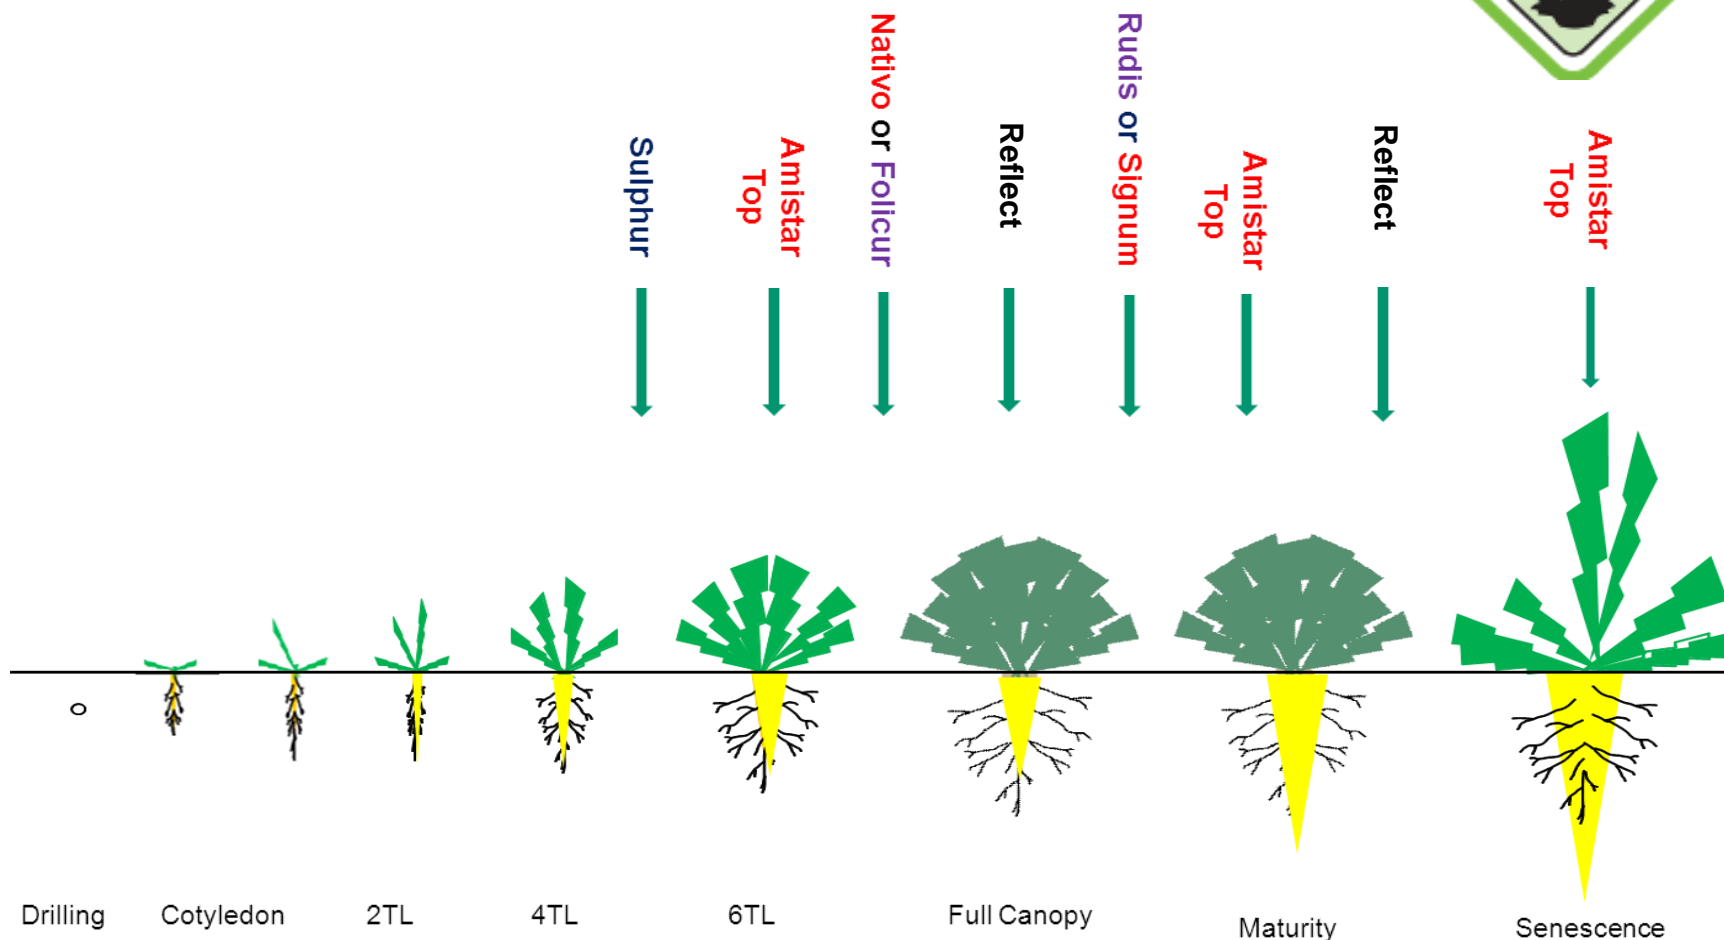 Sulphur
Amistar
Top
Nativo or Folicur
Reflect
Rudis or Signum
Amistar
Top
Reflect
Amistar
Top
Drilling
Cotyledon
2TL
4TL
6TL
Full Canopy
Maturity
Senescence